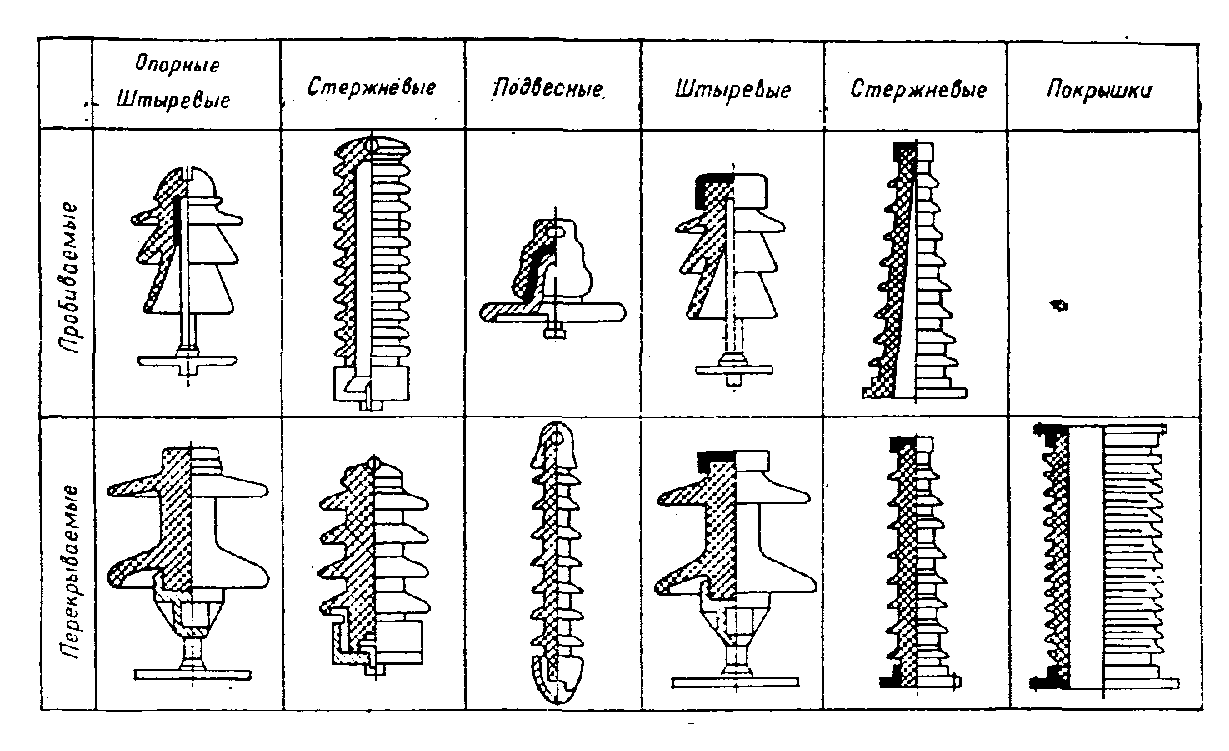 Опорные
Штыревые
Стержневые
Подвесные
Штыревые
Стержневые
Покрышки
Пробиваемые
Перекрываемые